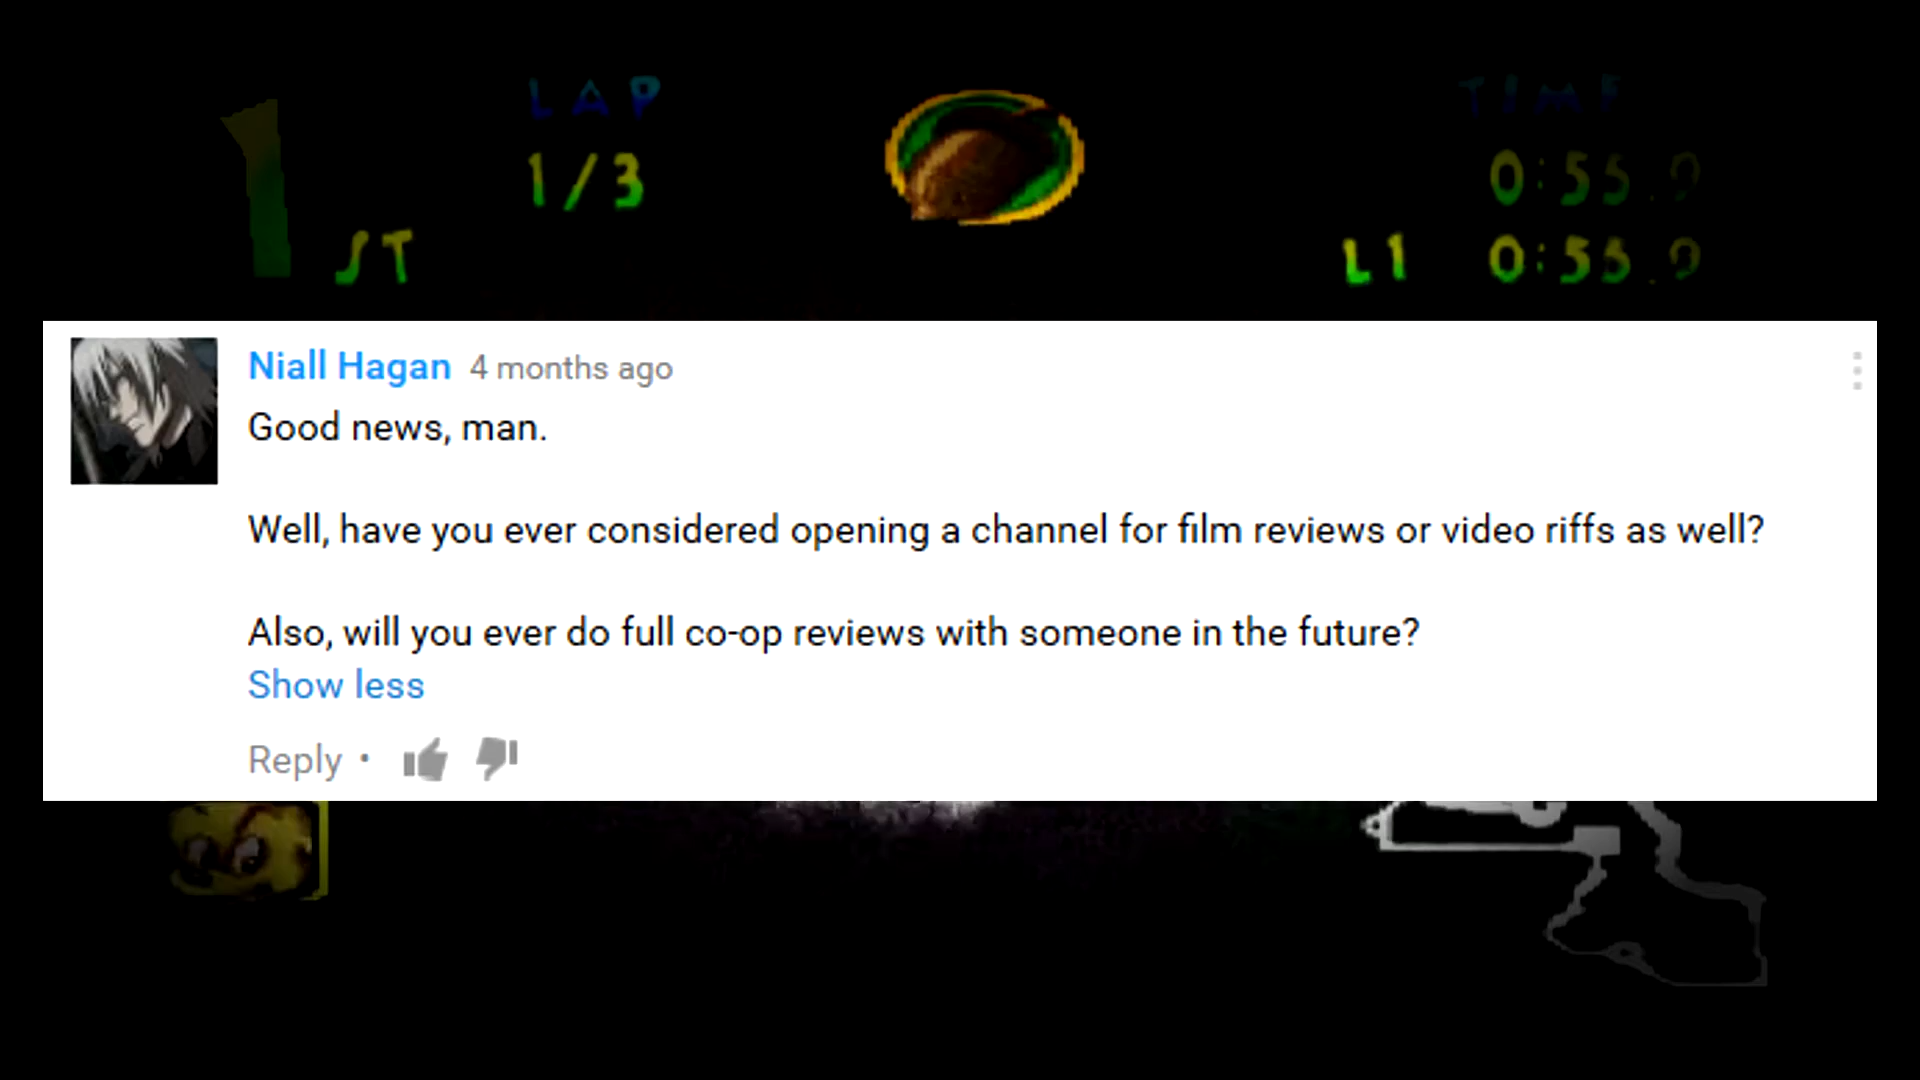 LAP
TIME
1/3
0:55.9
1ST
L1 0:55.9
Niall Hagan 4 months ago
Good news, man.
Well, have you ever considered opening a channel for film reviews or video riffs as well?
Also, will you ever do full co-op reviews with someone in the future?
Show less
Reply •